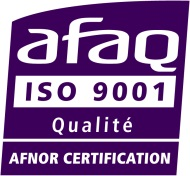 afaq
ISO 9001
Qualité
AFNOR CERTIFICATION